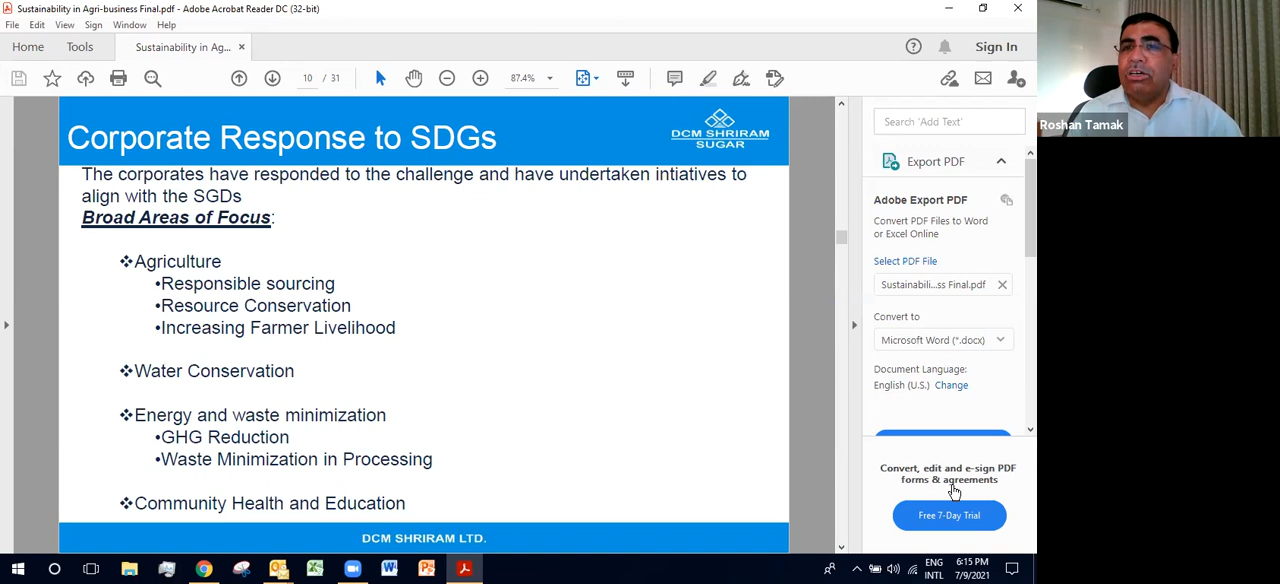 Sustainability in Agri-business Final.pdf - Adobe Acrobat Reader DC (32-bit)
File Edit View Sign Window Help
Home Tools Sustainability in Ag... × Sign In
10 / 31 87.4%
Corporate Response to SDGs
DCM SHRIRAM
SUGAR
The corporates have responded to the challenge and have undertaken intiatives to
align with the SGDs
Broad Areas of Focus:
❖Agriculture
•Responsible sourcing
•Resource Conservation
•Increasing Farmer Livelihood
❖Water Conservation
❖Energy and waste minimization
•GHG Reduction
•Waste Minimization in Processing
❖Community Health and Education
DCM SHRIRAM LTD.
Search 'Add Text'
Export PDF
Adobe Export PDF
Convert PDF Files to Word
or Excel Online
Select PDF File
Sustainabili...ss Final.pdf
Convert to
Microsoft Word (*.docx)
Document Language:
English (U.S.) Change
Convert, edit and e-sign PDF
forms & agreements
Free 7-Day Trial
Roshan Tamak
ENG
INTL
6:15 PM
7/9/2021